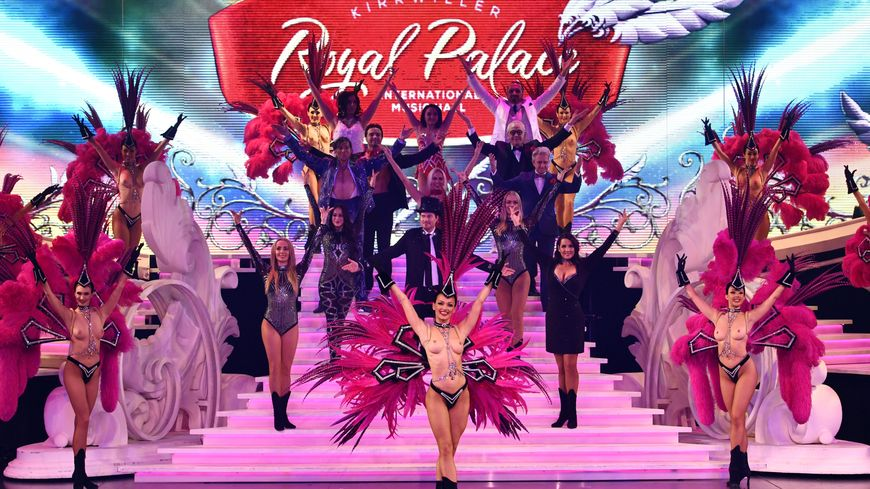 KIRRWILLER
Royal Palace
INTERNATIONAL
MUSIC-HALL